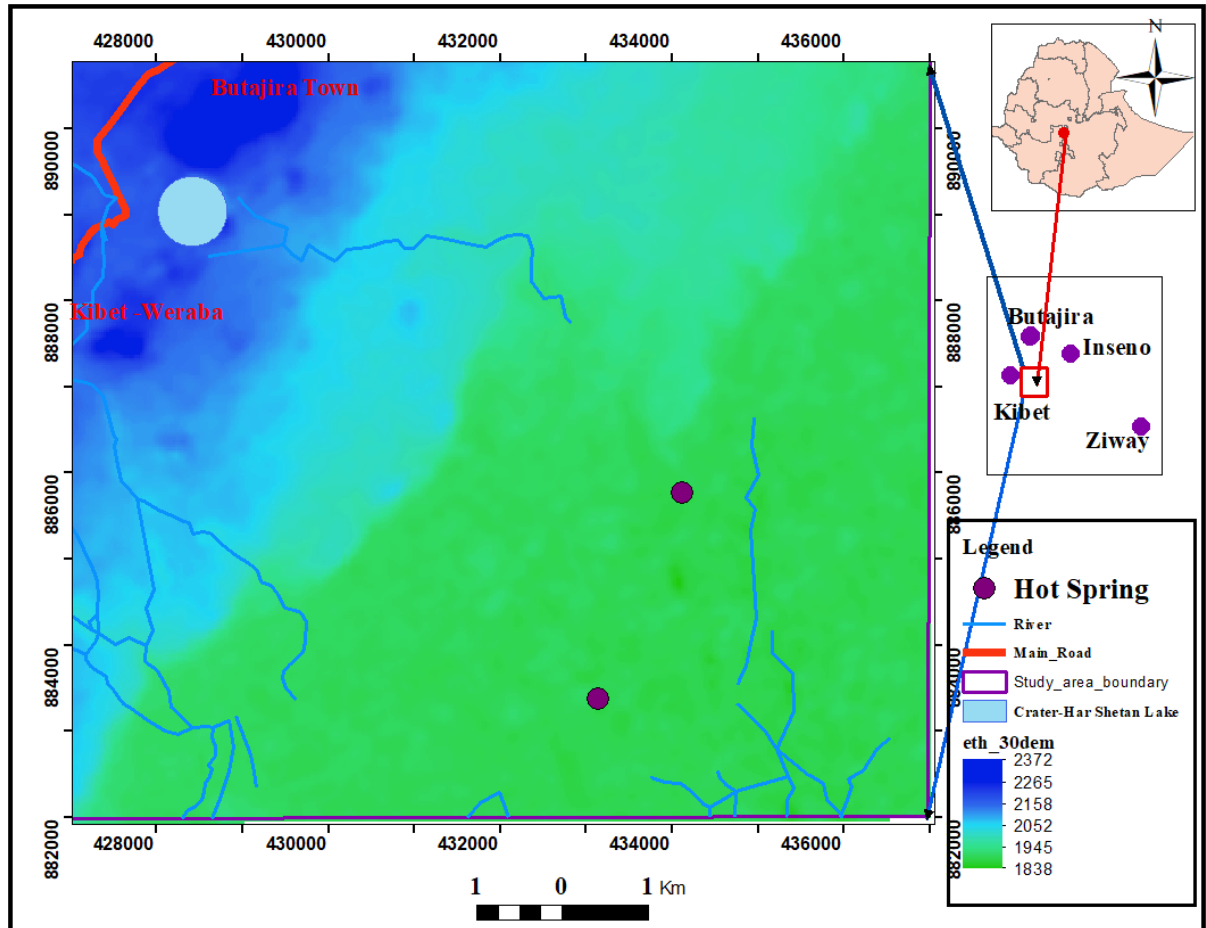 428000 430000 432000 434000 436000
N
Butajira Town
890000
890000
Kibet -Weraba
888000
888000
Butajira
Inseno
Kibet
Ziway
886000
886000
Legend
Hot Spring
River
Main_Road
Study_area_boundary
Crater-Har Shetan Lake
884000
eth_30dem
2372
2265
2158
2052
1945
1838
882000
882000
428000 430000 432000 434000 436000
1 0 1 Km